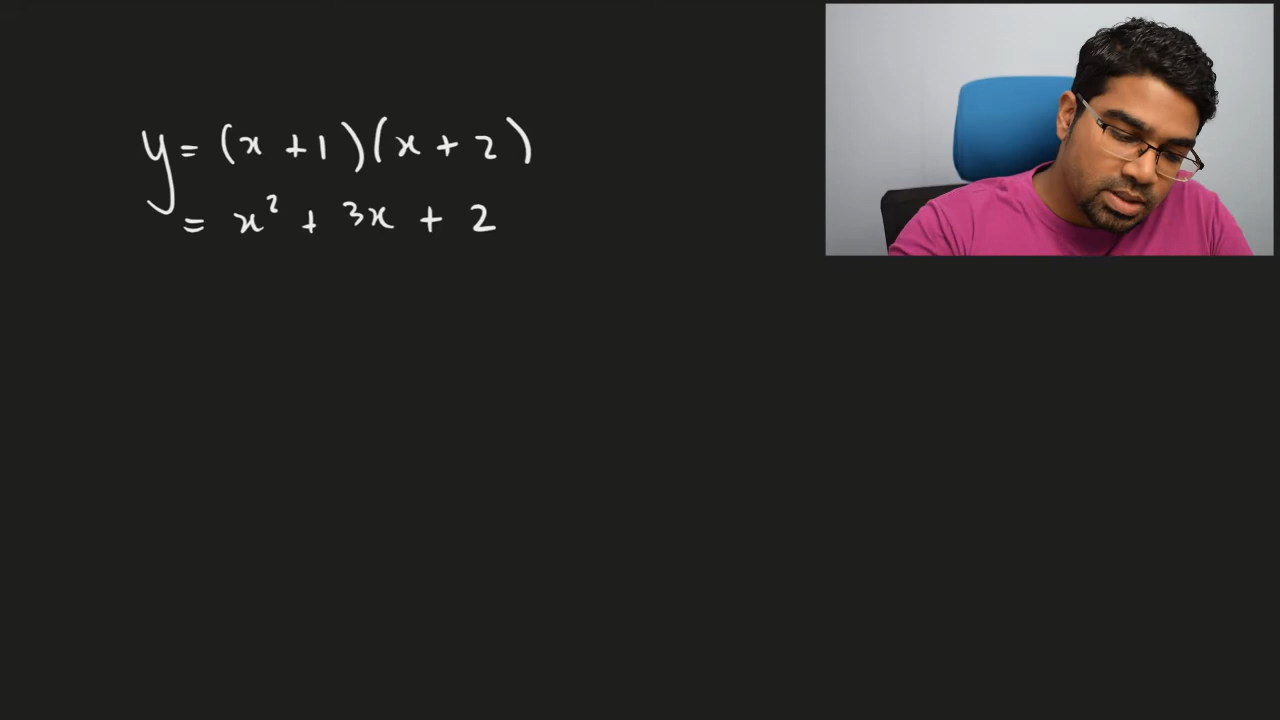 y = (x + 1)(x + 2)
= x² + 3x + 2